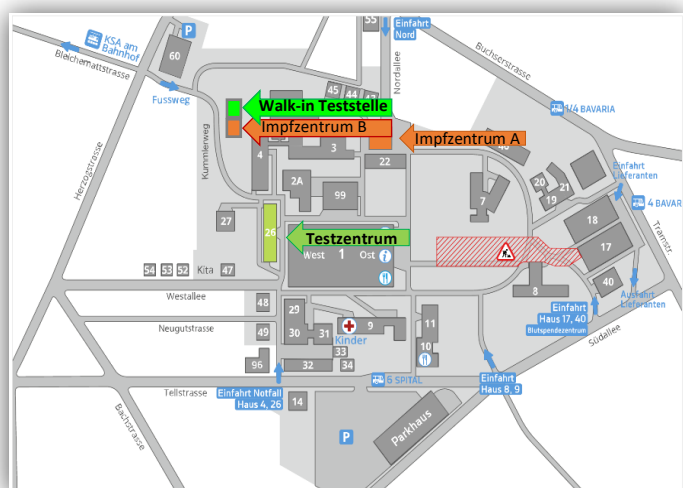 55
Einfahrt
Nord
P
KSA am
Bahnhof
Bleichemattstrasse
60
Nordallee
Buchserstrasse
Fussweg
45
44
Walk-in Teststelle
1/4 BAVARIA
Impfzentrum B
Impfzentrum A
Kummlerweg
Herzogstrasse
4
3
22
2A
99
7
20
21
19
Einfahrt
Lieferanten
4 BAVARIA
Tramstr
18
17
27
26
Testzentrum
West
1
Ost
i
54
53
52
Kita
47
8
40
Ausfahrt
Lieferanten
Westallee
48
29
Einfahrt
Haus 17, 40
Blutspendezentrum
Südallee
Neugutstrasse
49
30
31
9
11
Kinder
10
33
96
32
34
6 SPITAL
Tellstrasse
Einfahrt Notfall
Haus 4, 26
14
Einfahrt
Haus 8, 9
Bachstrasse
P
Parkhaus